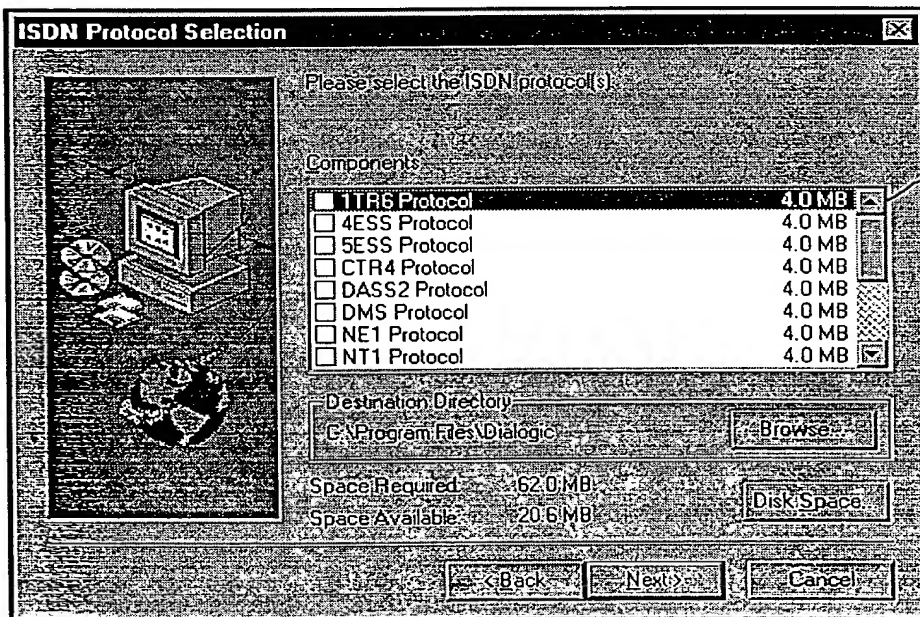 ISDN Protocol Selection
Please select the ISDN protocol(s).
Components
1TR6 Protocol 4.0 MB
4ESS Protocol 4.0 MB
5ESS Protocol 4.0 MB
CTR4 Protocol 4.0 MB
DASS2 Protocol 4.0 MB
DMS Protocol 4.0 MB
NE1 Protocol 4.0 MB
NT1 Protocol 4.0 MB
Destination Directory
C:\Program Files\Dialogic
Browse...
Space Required: 62.0 MB
Space Available: 20.6 MB
Disk Space...
< Back
Next >
Cancel